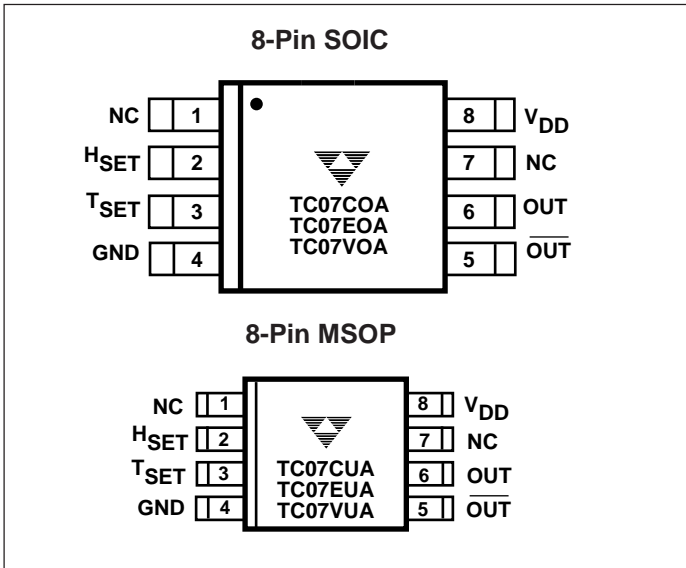 8-Pin SOIC
NC 1 8 VDD
HSET 2 7 NC
TSET 3 6 OUT
GND 4 5 OUT
TC07COA
TC07EOA
TC07VOA
8-Pin MSOP
NC 1 8 VDD
HSET 2 7 NC
TSET 3 6 OUT
GND 4 5 OUT
TC07CUA
TC07EUA
TC07VUA